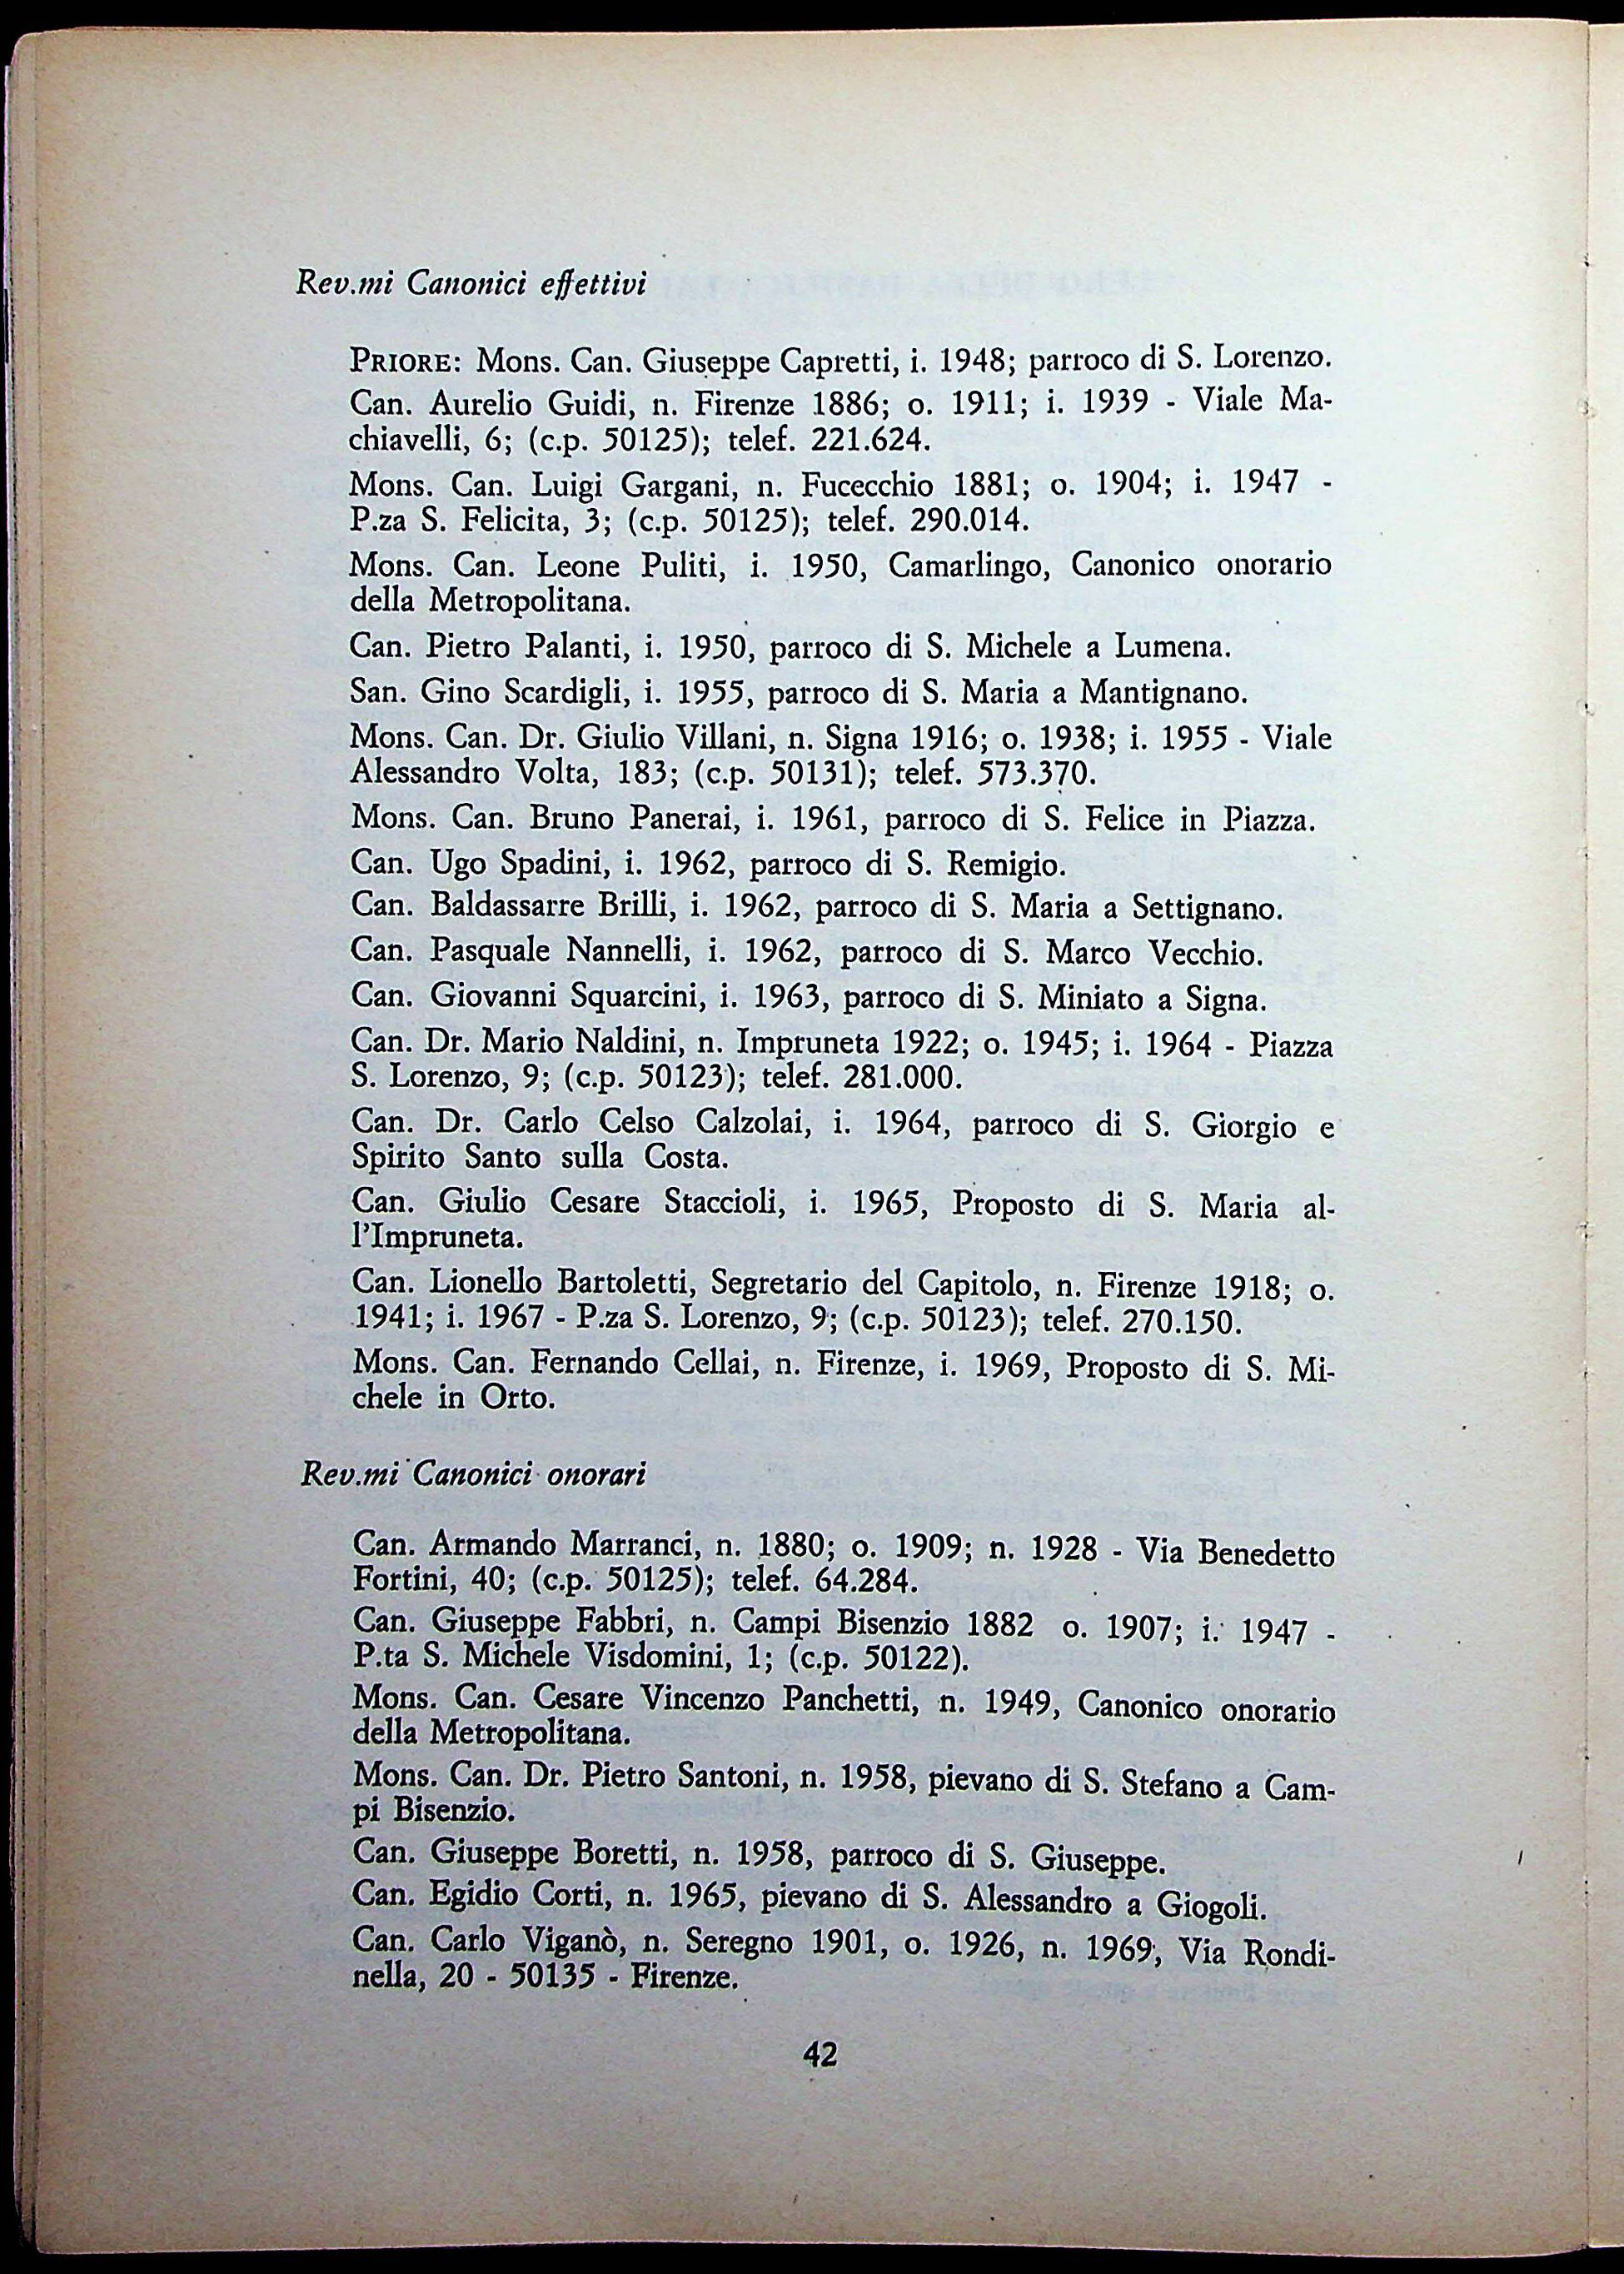 Rev.mi Canonici effettivi
PRIORE: Mons. Can. Giuseppe Capretti, i. 1948; parroco di S. Lorenzo.
Can. Aurelio Guidi, n. Firenze 1886; o. 1911; i. 1939 - Viale Ma-
chiavelli, 6; (c.p. 50125); telef. 221.624.
Mons. Can. Luigi Gargani, n. Fucecchio 1881; o. 1904; i. 1947 -
P.za S. Felicita, 3; (c.p. 50125); telef. 290.014.
Mons. Can. Leone Puliti, i. 1950, Camarlingo, Canonico onorario
della Metropolitana.
Can. Pietro Palanti, i. 1950, parroco di S. Michele a Lumena.
San. Gino Scardigli, i. 1955, parroco di S. Maria a Mantignano.
Mons. Can. Dr. Giulio Villani, n. Signa 1916; o. 1938; i. 1955 - Viale
Alessandro Volta, 183; (c.p. 50131); telef. 573.370.
Mons. Can. Bruno Panerai, i. 1961, parroco di S. Felice in Piazza.
Can. Ugo Spadini, i. 1962, parroco di S. Remigio.
Can. Baldassarre Brilli, i. 1962, parroco di S. Maria a Settignano.
Can. Pasquale Nannelli, i. 1962, parroco di S. Marco Vecchio.
Can. Giovanni Squarcini, i. 1963, parroco di S. Miniato a Signa.
Can. Dr. Mario Naldini, n. Impruneta 1922; o. 1945; i. 1964 - Piazza
S. Lorenzo, 9; (c.p. 50123); telef. 281.000.
Can. Dr. Carlo Celso Calzolai, i. 1964, parroco di S. Giorgio e
Spirito Santo sulla Costa.
Can. Giulio Cesare Staccioli, i. 1965, Proposto di S. Maria al-
l'Impruneta.
Can. Lionello Bartoletti, Segretario del Capitolo, n. Firenze 1918; o.
1941; i. 1967 - P.za S. Lorenzo, 9; (c.p. 50123); telef. 270.150.
Mons. Can. Fernando Cellai, n. Firenze, i. 1969, Proposto di S. Mi-
chele in Orto.
Rev.mi Canonici onorari
Can. Armando Marranci, n. 1880; o. 1909; n. 1928 - Via Benedetto
Fortini, 40; (c.p. 50125); telef. 64.284.
Can. Giuseppe Fabbri, n. Campi Bisenzio 1882 o. 1907; i. 1947 -
P.ta S. Michele Visdomini, 1; (c.p. 50122).
Mons. Can. Cesare Vincenzo Panchetti, n. 1949, Canonico onorario
della Metropolitana.
Mons. Can. Dr. Pietro Santoni, n. 1958, pievano di S. Stefano a Cam-
pi Bisenzio.
Can. Giuseppe Boretti, n. 1958, parroco di S. Giuseppe.
Can. Egidio Corti, n. 1965, pievano di S. Alessandro a Giogoli.
Can. Carlo Viganò, n. Seregno 1901, o. 1926, n. 1969, Via Rondi-
nella, 20 - 50135 - Firenze.
42